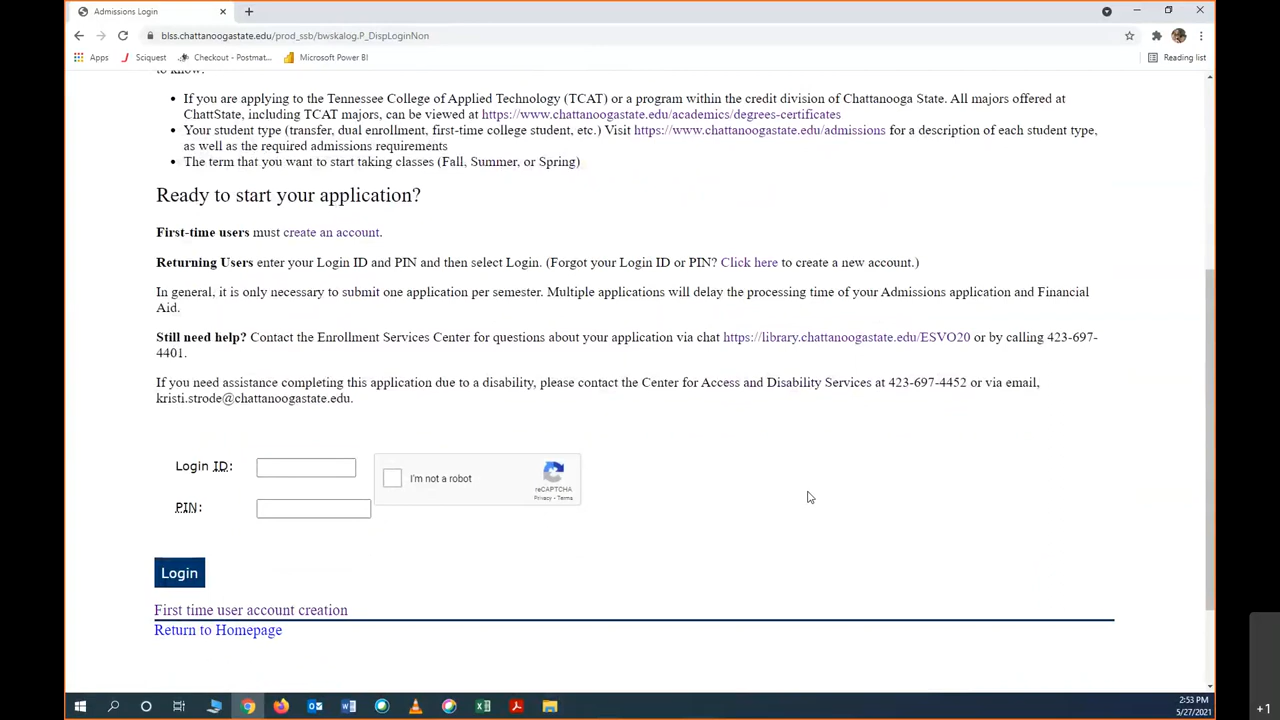 Admissions Login
blss.chattanoogastate.edu/prod_ssb/bwskalog.P_DispLoginNon
Apps Sciquest Checkout - Postmat... Microsoft Power BI Reading list
to know:
• If you are applying to the Tennessee College of Applied Technology (TCAT) or a program within the credit division of Chattanooga State. All majors offered at
ChattState, including TCAT majors, can be viewed at https://www.chattanoogastate.edu/academics/degrees-certificates
• Your student type (transfer, dual enrollment, first-time college student, etc.) Visit https://www.chattanoogastate.edu/admissions for a description of each student type,
as well as the required admissions requirements
• The term that you want to start taking classes (Fall, Summer, or Spring)
Ready to start your application?
First-time users must create an account.
Returning Users enter your Login ID and PIN and then select Login. (Forgot your Login ID or PIN? Click here to create a new account.)
In general, it is only necessary to submit one application per semester. Multiple applications will delay the processing time of your Admissions application and Financial
Aid.
Still need help? Contact the Enrollment Services Center for questions about your application via chat https://library.chattanoogastate.edu/ESVO20 or by calling 423-697-
4401.
If you need assistance completing this application due to a disability, please contact the Center for Access and Disability Services at 423-697-4452 or via email,
kristi.strode@chattanoogastate.edu.
Login ID:
I'm not a robot
reCAPTCHA
Privacy - Terms
PIN:
Login
First time user account creation
Return to Homepage
2:53 PM
5/27/2021
+1